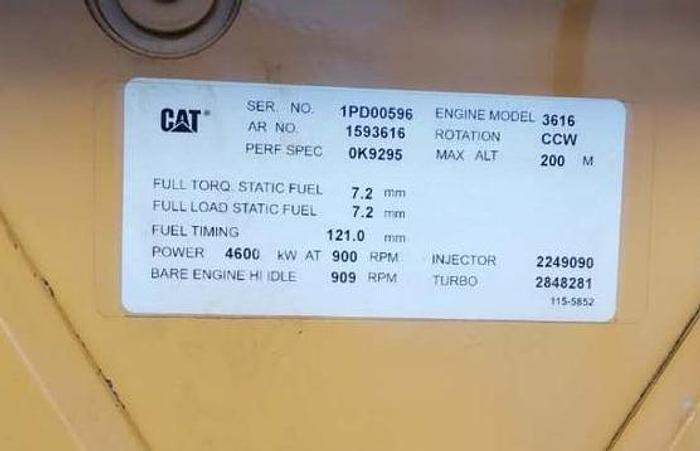 CAT®
SER. NO. 1PD00596 ENGINE MODEL 3616
AR NO. 1593616 ROTATION CCW
PERF SPEC 0K9295 MAX ALT 200 M
FULL TORQ. STATIC FUEL 7.2 mm
FULL LOAD STATIC FUEL 7.2 mm
FUEL TIMING 121.0 mm
POWER 4600 kW AT 900 RPM INJECTOR 2249090
BARE ENGINE HI IDLE 909 RPM TURBO 2848281
115-5852